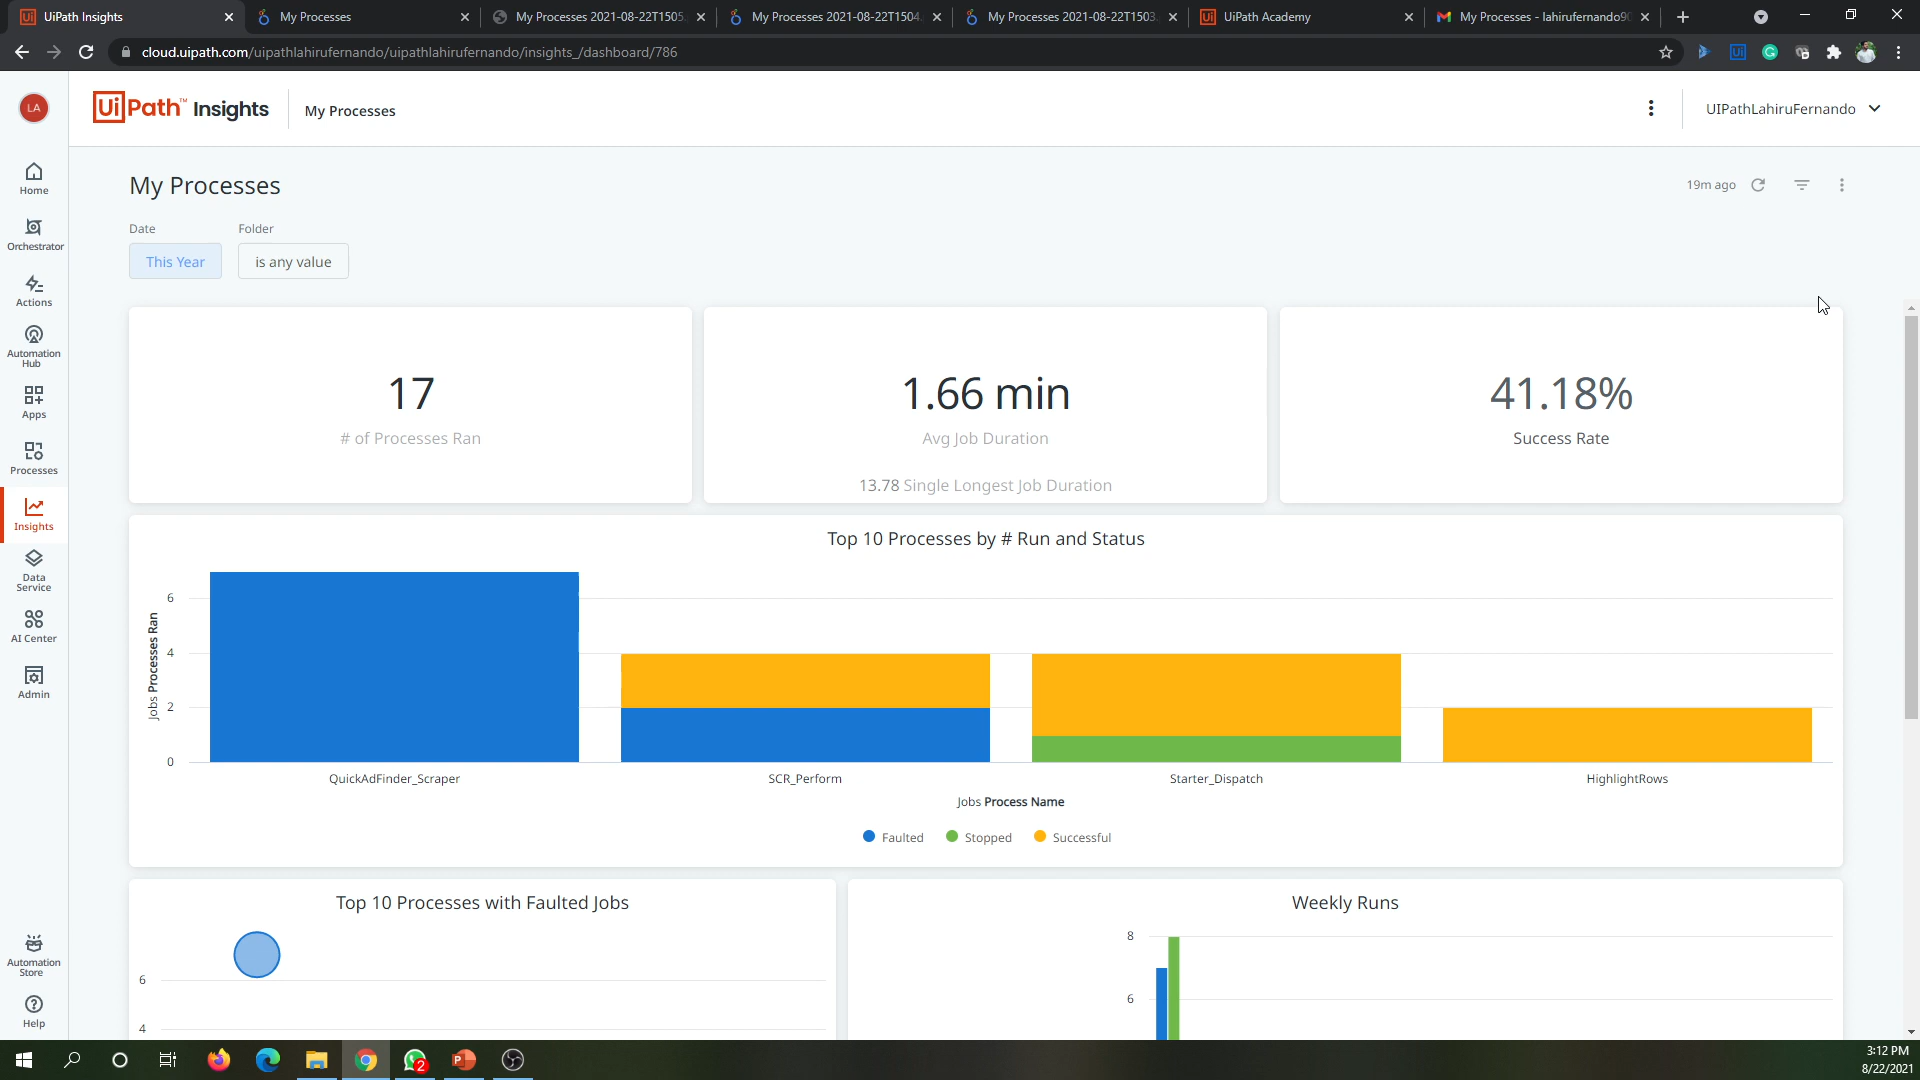 UiPath Insights
My Processes
My Processes 2021-08-22T1505
My Processes 2021-08-22T1504
My Processes 2021-08-22T1503
UiPath Academy
My Processes - lahirufernando90
cloud.uipath.com/uipathlahirufernando/uipathlahirufernando/insights_/dashboard/786
LA
UiPath™ Insights
My Processes
UIPathLahiruFernando
Home
Orchestrator
Actions
Automation
Hub
Apps
Processes
Insights
Data
Service
AI Center
Admin
Automation
Store
Help
My Processes
19m ago
Date
Folder
This Year
is any value
17
# of Processes Ran
1.66 min
Avg Job Duration
13.78 Single Longest Job Duration
41.18%
Success Rate
Top 10 Processes by # Run and Status
Jobs Processes Ran
6
4
2
0
QuickAdFinder_Scraper
SCR_Perform
Starter_Dispatch
HighlightRows
Jobs Process Name
Faulted
Stopped
Successful
Top 10 Processes with Faulted Jobs
6
4
Weekly Runs
8
6
2
3:12 PM
8/22/2021